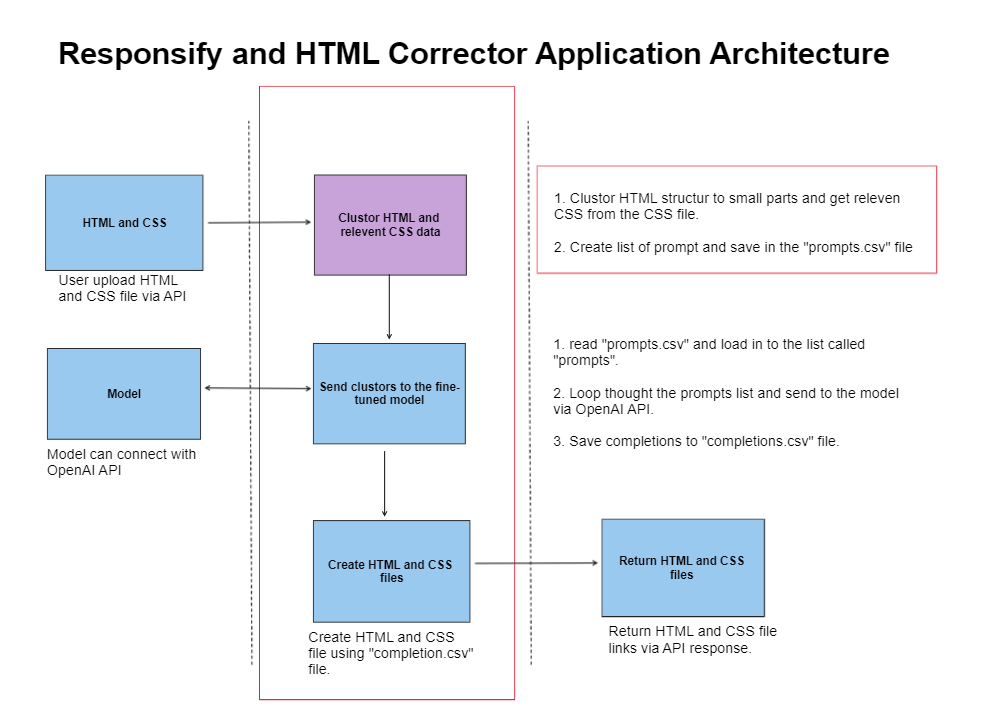 Responsify and HTML Corrector Application Architecture
HTML and CSS
User upload HTML
and CSS file via API
Clustor HTML and
relevent CSS data
1. Clustor HTML structur to small parts and get releven
CSS from the CSS file.
2. Create list of prompt and save in the "prompts.csv" file
Model
Model can connect with
OpenAI API
Send clustors to the fine-
tuned model
1. read "prompts.csv" and load in to the list called
"prompts".
2. Loop thought the prompts list and send to the model
via OpenAI API.
3. Save completions to "completions.csv" file.
Create HTML and CSS
files
Create HTML and CSS
file using "completion.csv"
file.
Return HTML and CSS
files
Return HTML and CSS file
links via API response.